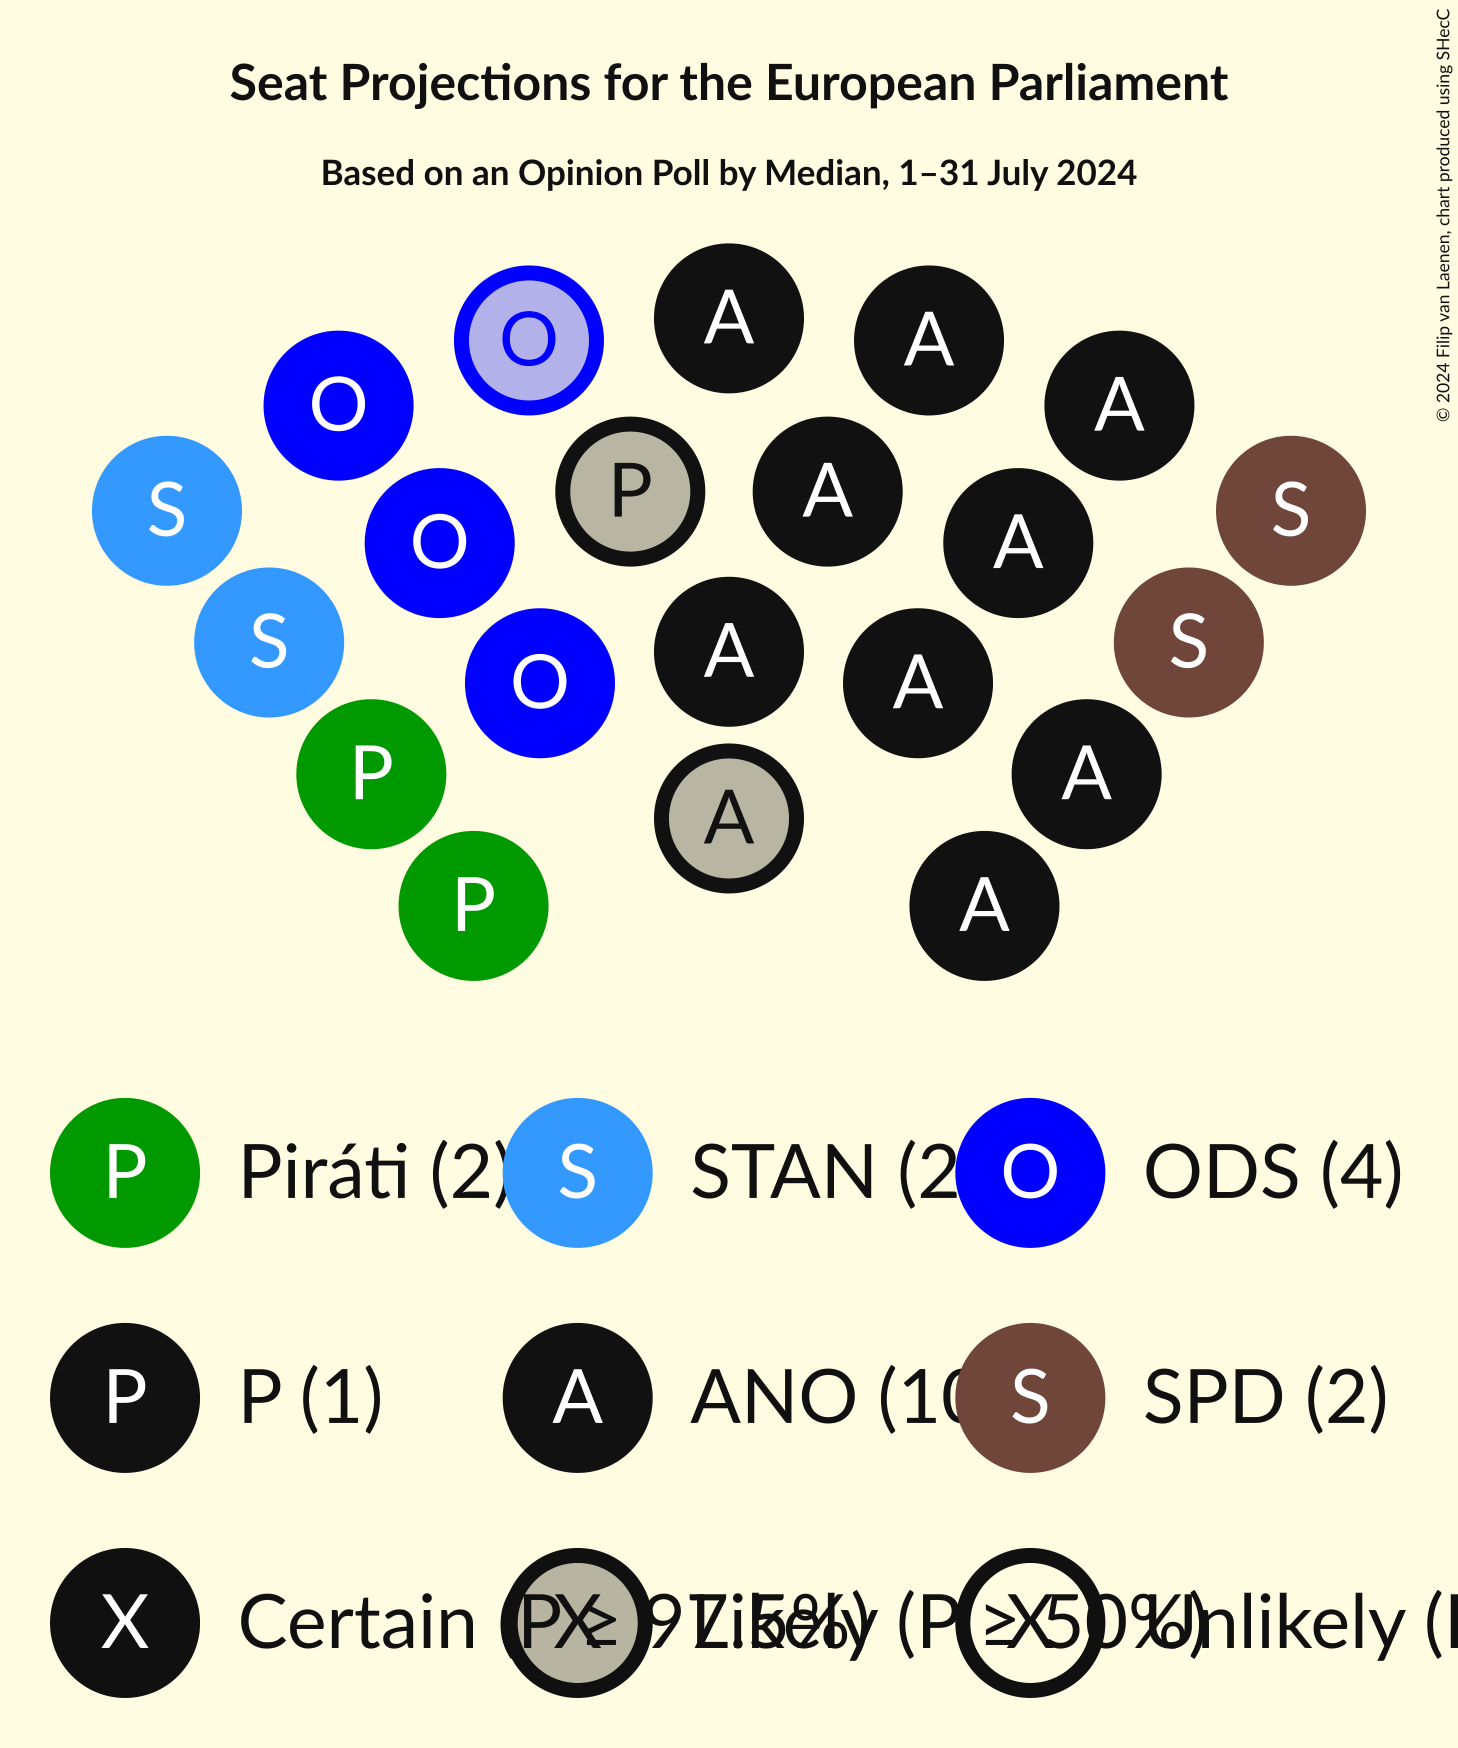 Seat Projections for the European Parliament
Based on an Opinion Poll by Median, 1–31 July 2024
© 2024 Filip van Laenen, chart produced using SHecC
O A A
O A
P A
S O A S
S O A A S
P A A
P A
P Piráti (2) S STAN (2 O ODS (4)
P P (1) A ANO (10 S SPD (2)
X Certain (P ≥ 97.5%) X Likely (P ≥ 50%) X Unlikely (